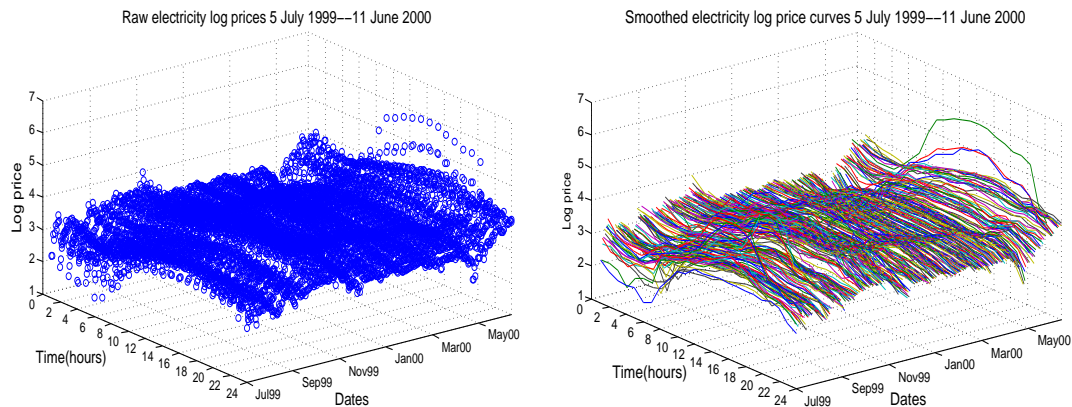 Raw electricity log prices 5 July 1999−−11 June 2000
7
6
5
4
3
2
1
Log price
0
2
4
6
8
10
12
14
16
18
20
22
24
Time(hours)
Jul99
Sep99
Nov99
Jan00
Mar00
May00
Dates
Smoothed electricity log price curves 5 July 1999−−11 June 2000
7
6
5
4
3
2
1
Log price
0
2
4
6
8
10
12
14
16
18
20
22
24
Time(hours)
Jul99
Sep99
Nov99
Jan00
Mar00
May00
Dates